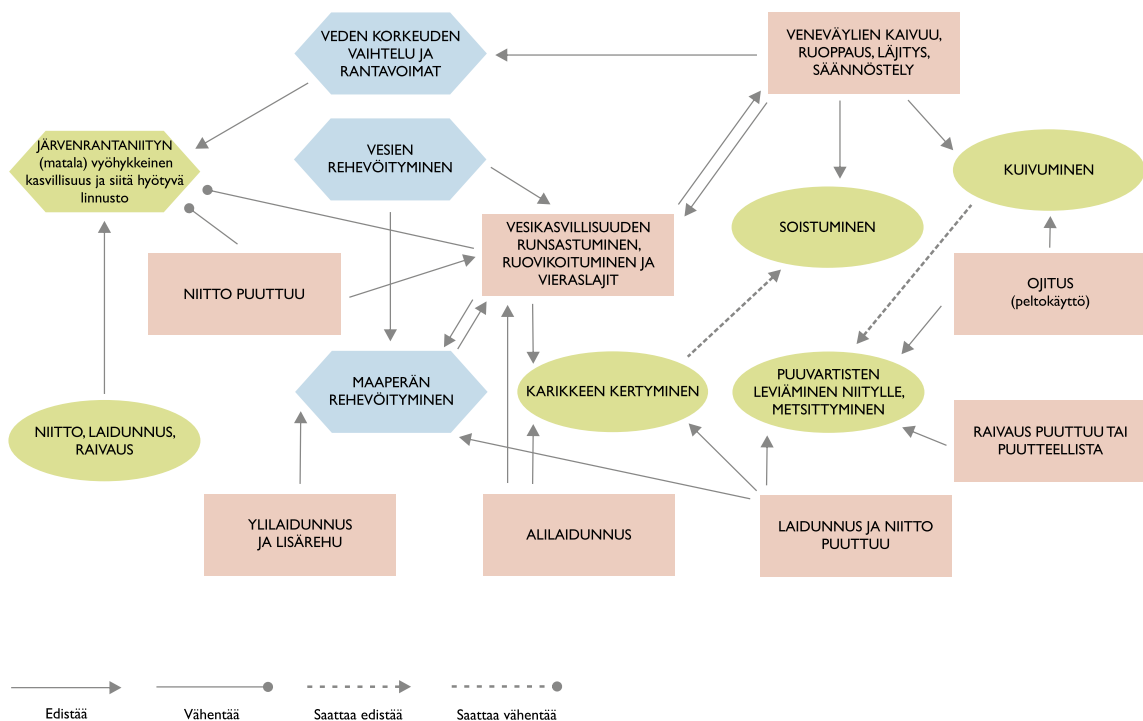 VEDEN KORKEUDEN
VAIHTELU JA
RANTAVOIMAT
VENEVÄYLIEN KAIVUU,
RUOPPAUS, LÄJITYS,
SÄÄNNÖSTELY
JÄRVENRANTANIITYN
(matala) vyöhykkeinen
kasvillisuus ja siitä hyötyvä
linnusto
VESIEN
REHEVÖITYMINEN
KUIVUMINEN
VESIKASVILLISUUDEN
RUNSASTUMINEN,
RUOVIKOITUMINEN JA
VIERASLAJIT
SOISTUMINEN
NIITTO PUUTTUU
OJITUS
(peltokäyttö)
MAAPERÄN
REHEVÖITYMINEN
KARIKKEEN KERTYMINEN
PUUVARTISTEN
LEVIÄMINEN NIITYLLE,
METSITTYMINEN
NIITTO, LAIDUNNUS,
RAIVAUS
RAIVAUS PUUTTUU TAI
PUUTTEELLISTA
YLILAIDUNNUS
JA LISÄREHU
ALILAIDUNNUS
LAIDUNNUS JA NIITTO
PUUTTUU
Edistää
Vähentää
Saattaa edistää
Saattaa vähentää